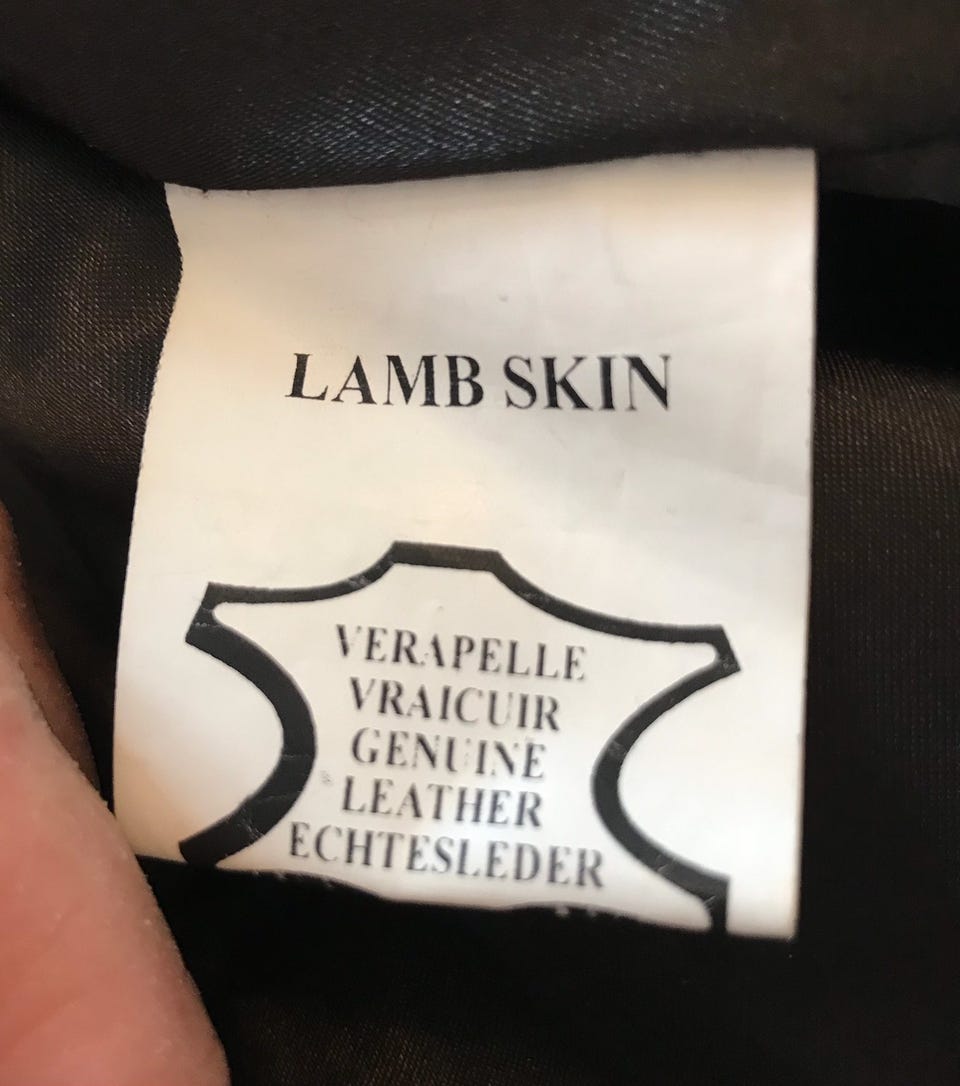 LAMB SKIN
VERAPELLE
VRAICUIR
GENUINE
LEATHER
ECHTESLEDER